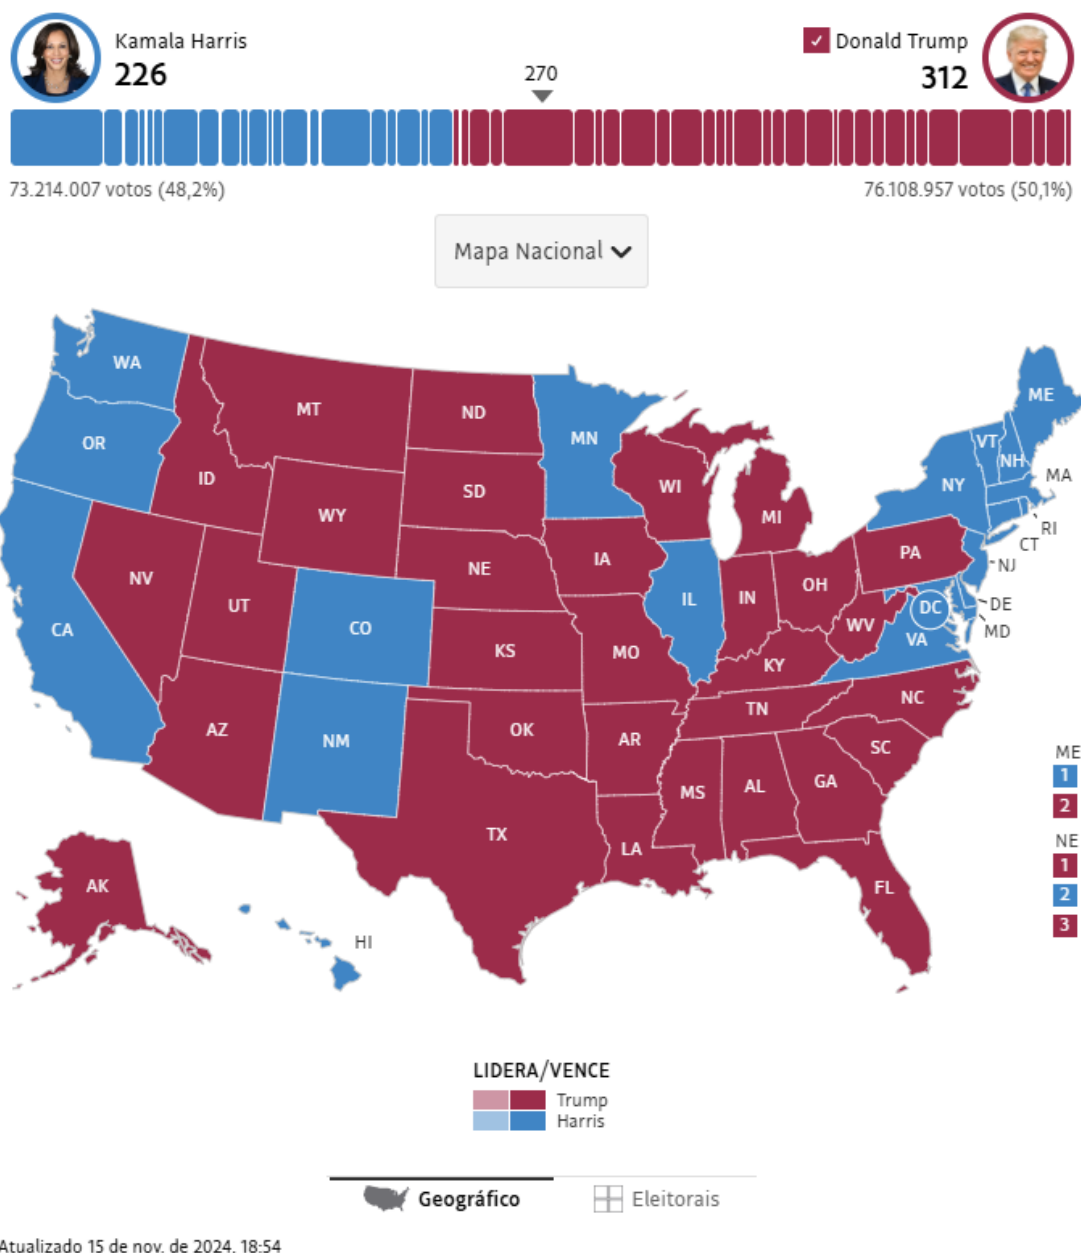 Kamala Harris
226
270
Donald Trump
312
73.214.007 votos (48,2%)
76.108.957 votos (50,1%)
Mapa Nacional
WA
MT
ND
MN
ME
OR
VT
NH
ID
SD
WI
NY
MA
WY
MI
RI
CT
NV
UT
NE
IA
PA
NJ
CA
CO
IL
IN
OH
DC
DE
WV
VA
MD
KS
MO
KY
NC
AZ
NM
OK
AR
TN
SC
MS
AL
GA
TX
LA
FL
AK
HI
ME
1
2
NE
1
2
3
LIDERA/VENCE
Trump
Harris
Geográfico
Eleitorais
Atualizado 15 de nov. de 2024, 18:54